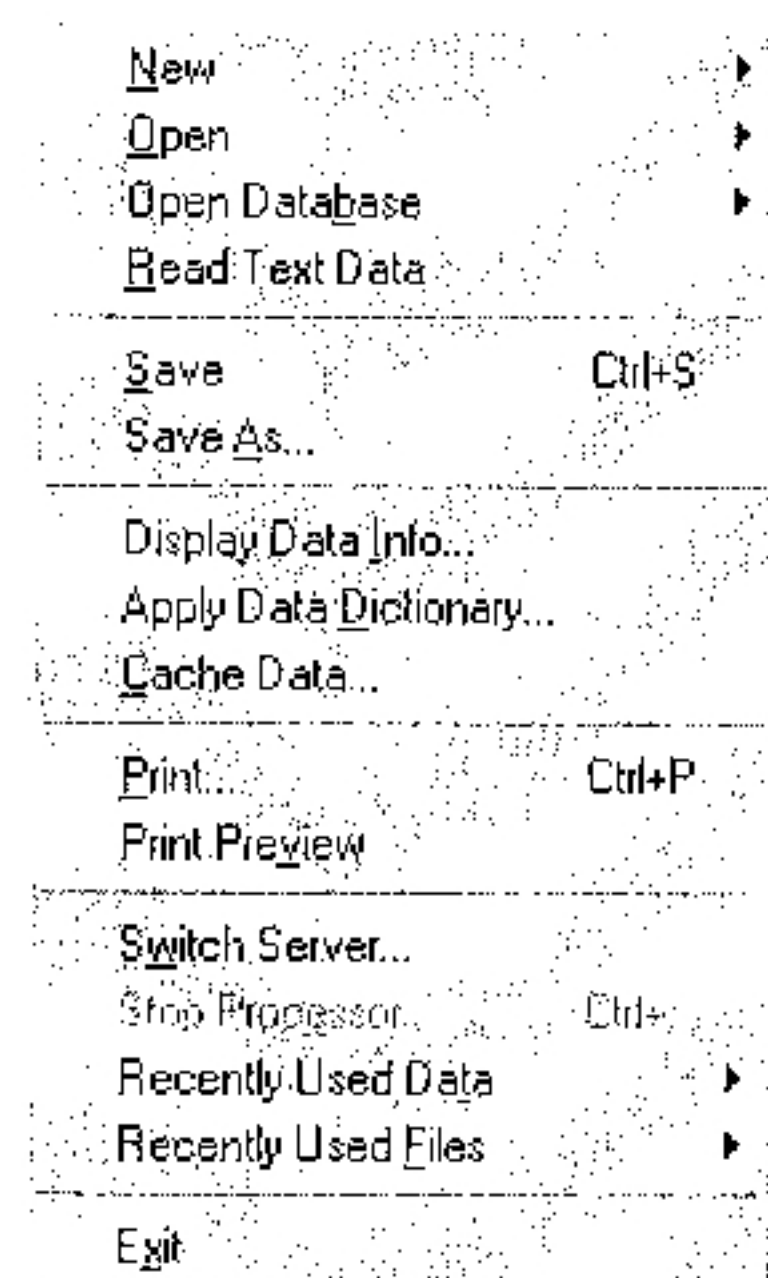 New
Open
Open Database
Read Text Data
Save Ctrl+S
Save As...
Display Data Info...
Apply Data Dictionary...
Cache Data...
Print... Ctrl+P
Print Preview
Switch Server...
Stop Processor Ctrl+.
Recently Used Data
Recently Used Files
Exit